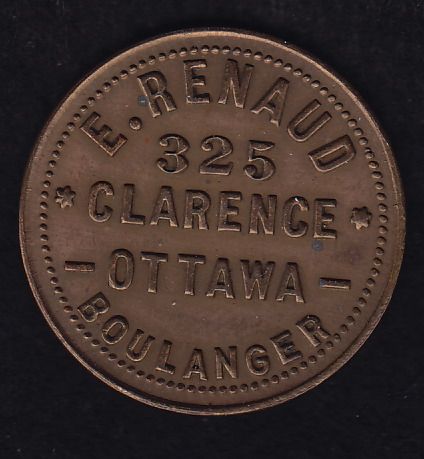 E. RENAUD
325
CLARENCE
- OTTAWA -
BOULANGER